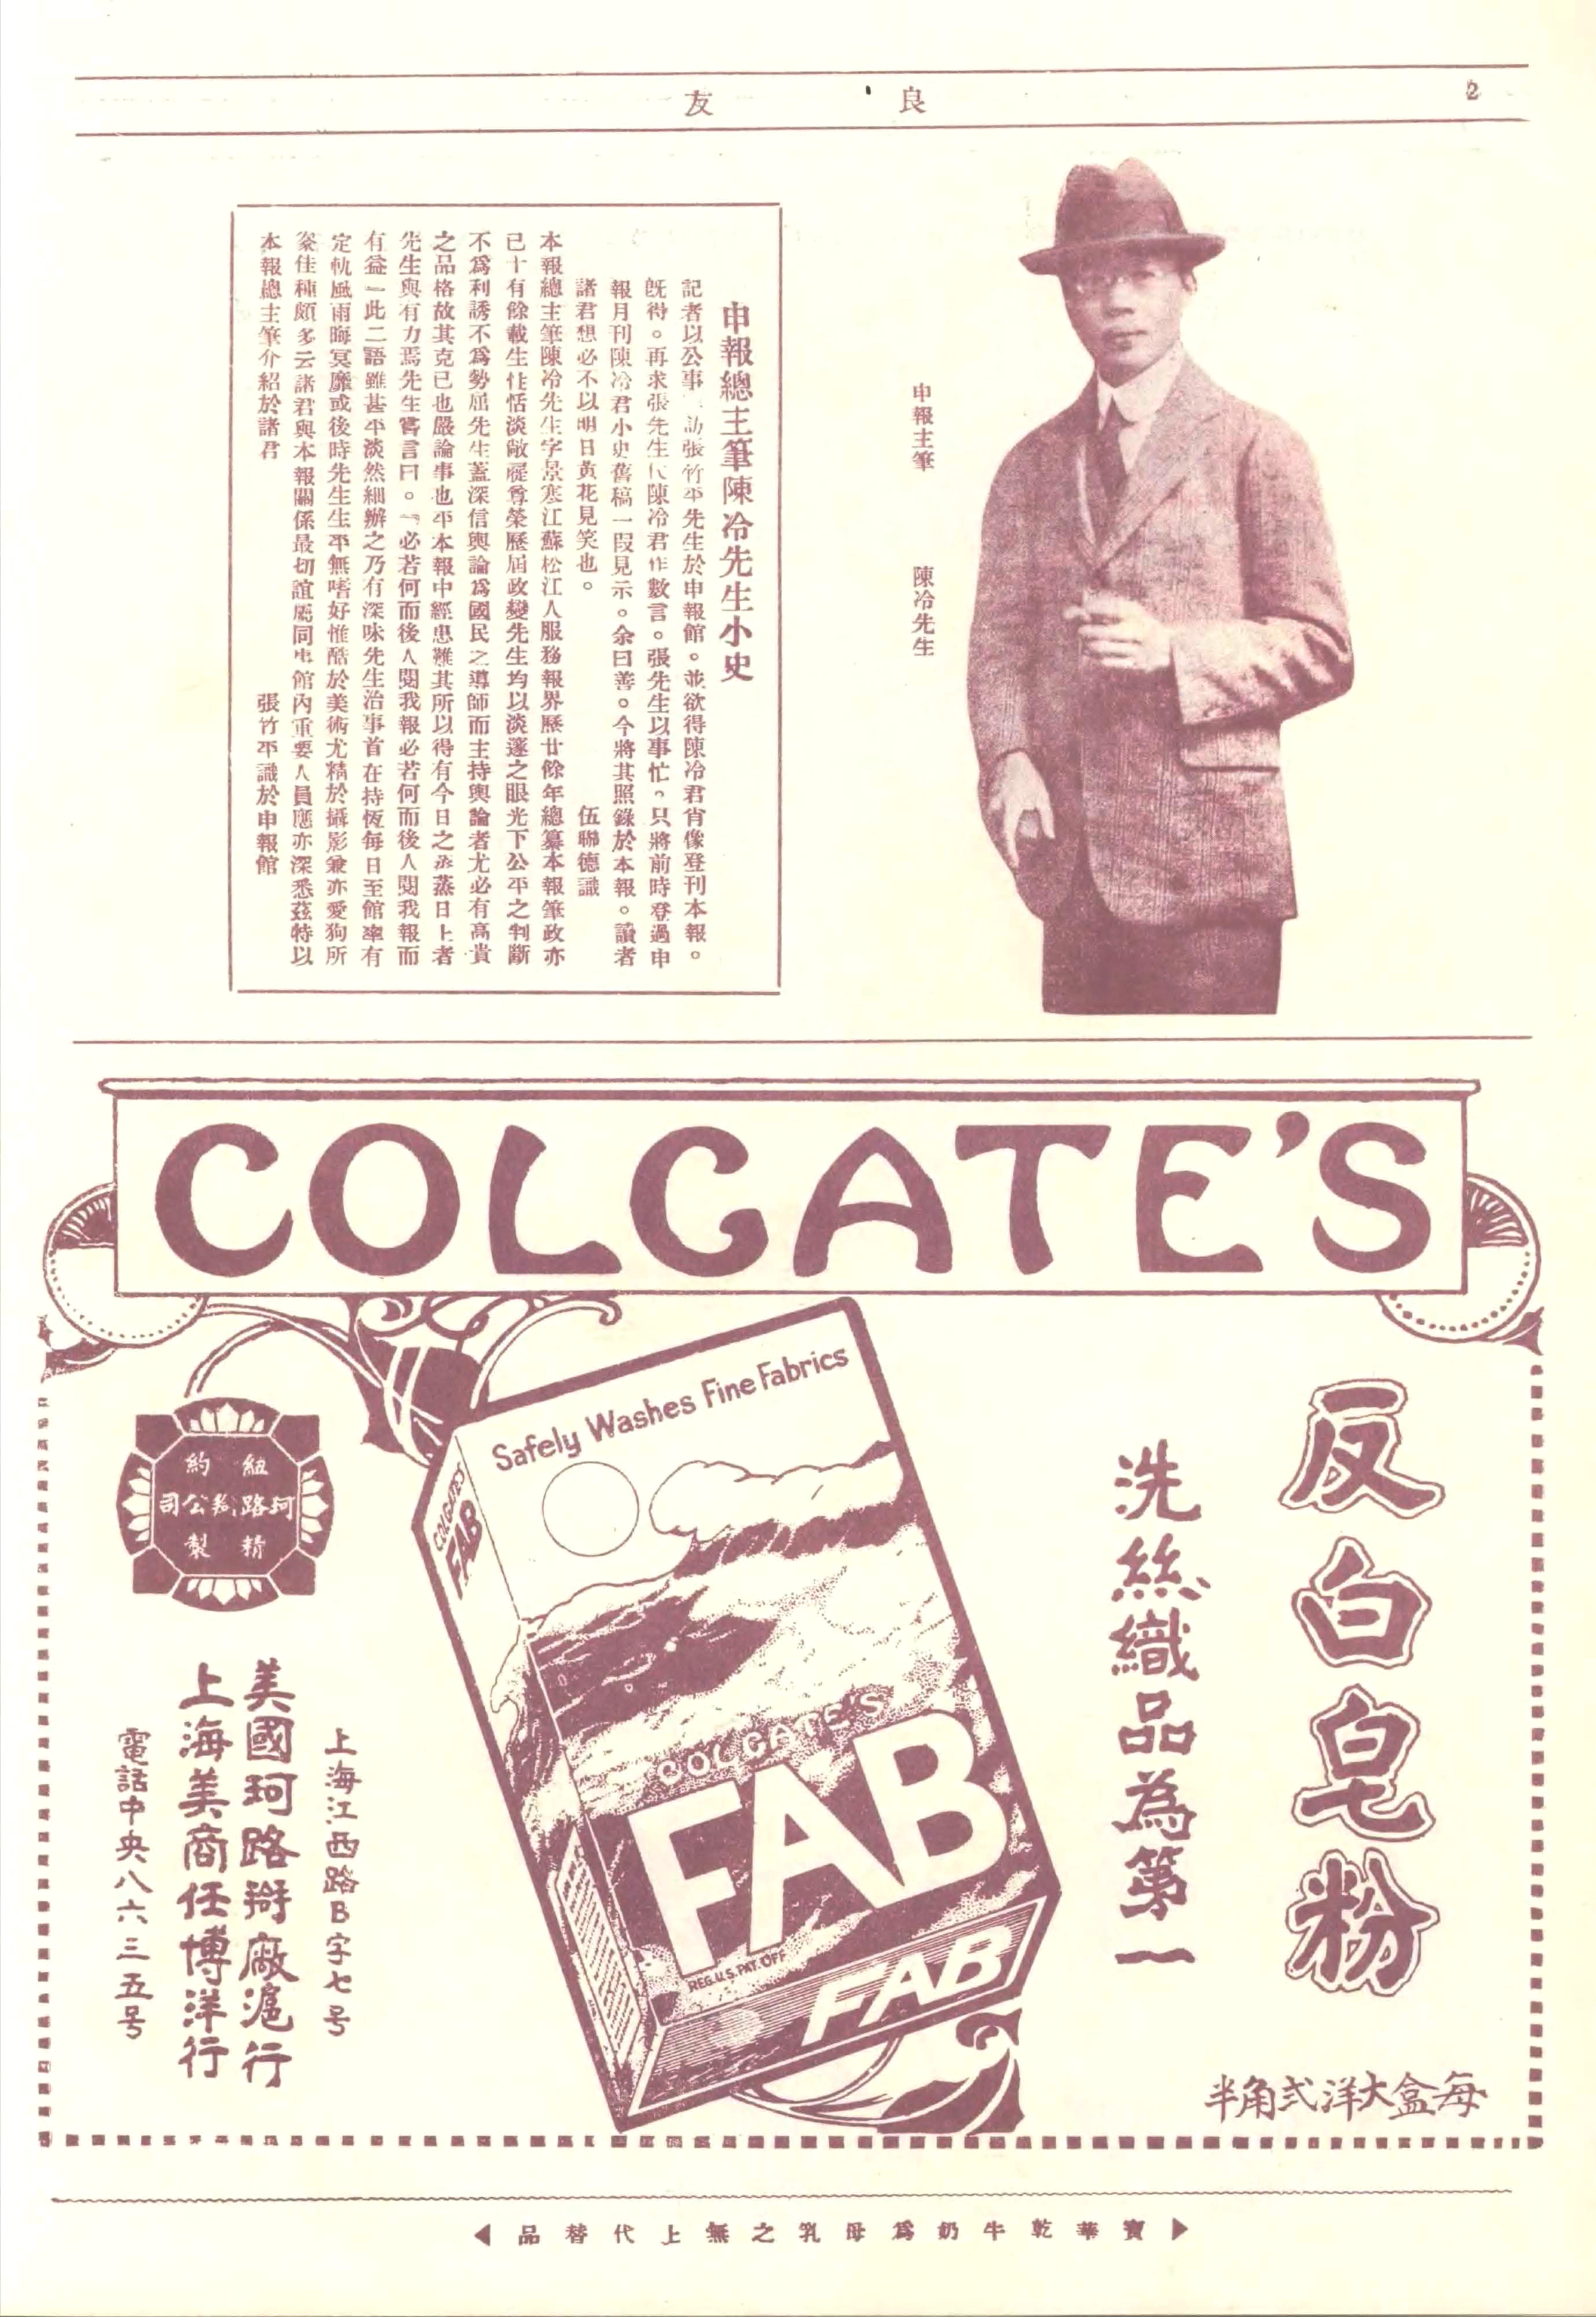 良友
2
申報主筆 陳冷先生
申報總主筆陳冷先生小史
記者以公事訪張竹平先生於申報館。並欲得陳冷君肖像登刊本報。
旣得。再求張先生代陳冷君作數言。張先生以事忙。只將前時登過申
報月刊陳冷君小史舊稿一段見示。余曰善。今將其照錄於本報。讀者
諸君想必不以明日黃花見笑也。 伍聯德識
本報總主筆陳冷先生字景寒江蘇松江人服務報界歷廿餘年總纂本報筆政亦
已十有餘載生性恬淡敝屣尊榮歷屆政變先生均以淡邃之眼光下公平之判斷
不爲利誘不爲勢屈先生蓋深信輿論爲國民之導師而主持輿論者尤必有高貴
之品格故其克己也嚴論事也平本報中經患難其所以得有今日之蒸蒸日上者
先生與有力焉先生嘗言曰。「必若何而後人閱我報必若何而後人閱我報而
有益」此二語雖甚平淡然細辦之乃有深味先生治事首在持恆每日至館率有
定軌風雨晦冥靡或後時先生生平無嗜好惟酷於美術尤精於攝影兼亦愛狗所
豢佳種頗多云諸君與本報關係最切誼屬同事館內重要人員應亦深悉茲特以
本報總主筆介紹於諸君 張竹平識於申報館
COLGATE'S
反白皂粉
洗絲織品為第一
每盒大洋弍角半
Safely Washes Fine Fabrics
COLGATE'S
FAB
COLGATE'S
FAB
REG. U.S. PAT. OFF
FAB
紐約
珂路搿公司
精製
上海江西路B字七号
美國珂路搿廠滬行
上海美商任博洋行
電話中央八六三五号
寶華乾牛奶爲母乳之無上代替品